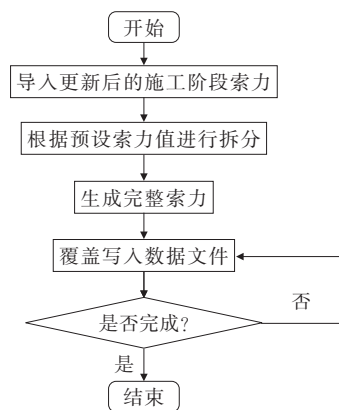 开始
导入更新后的施工阶段索力
根据预设索力值进行拆分
生成完整索力
覆盖写入数据文件
是否完成?
否
是
结束